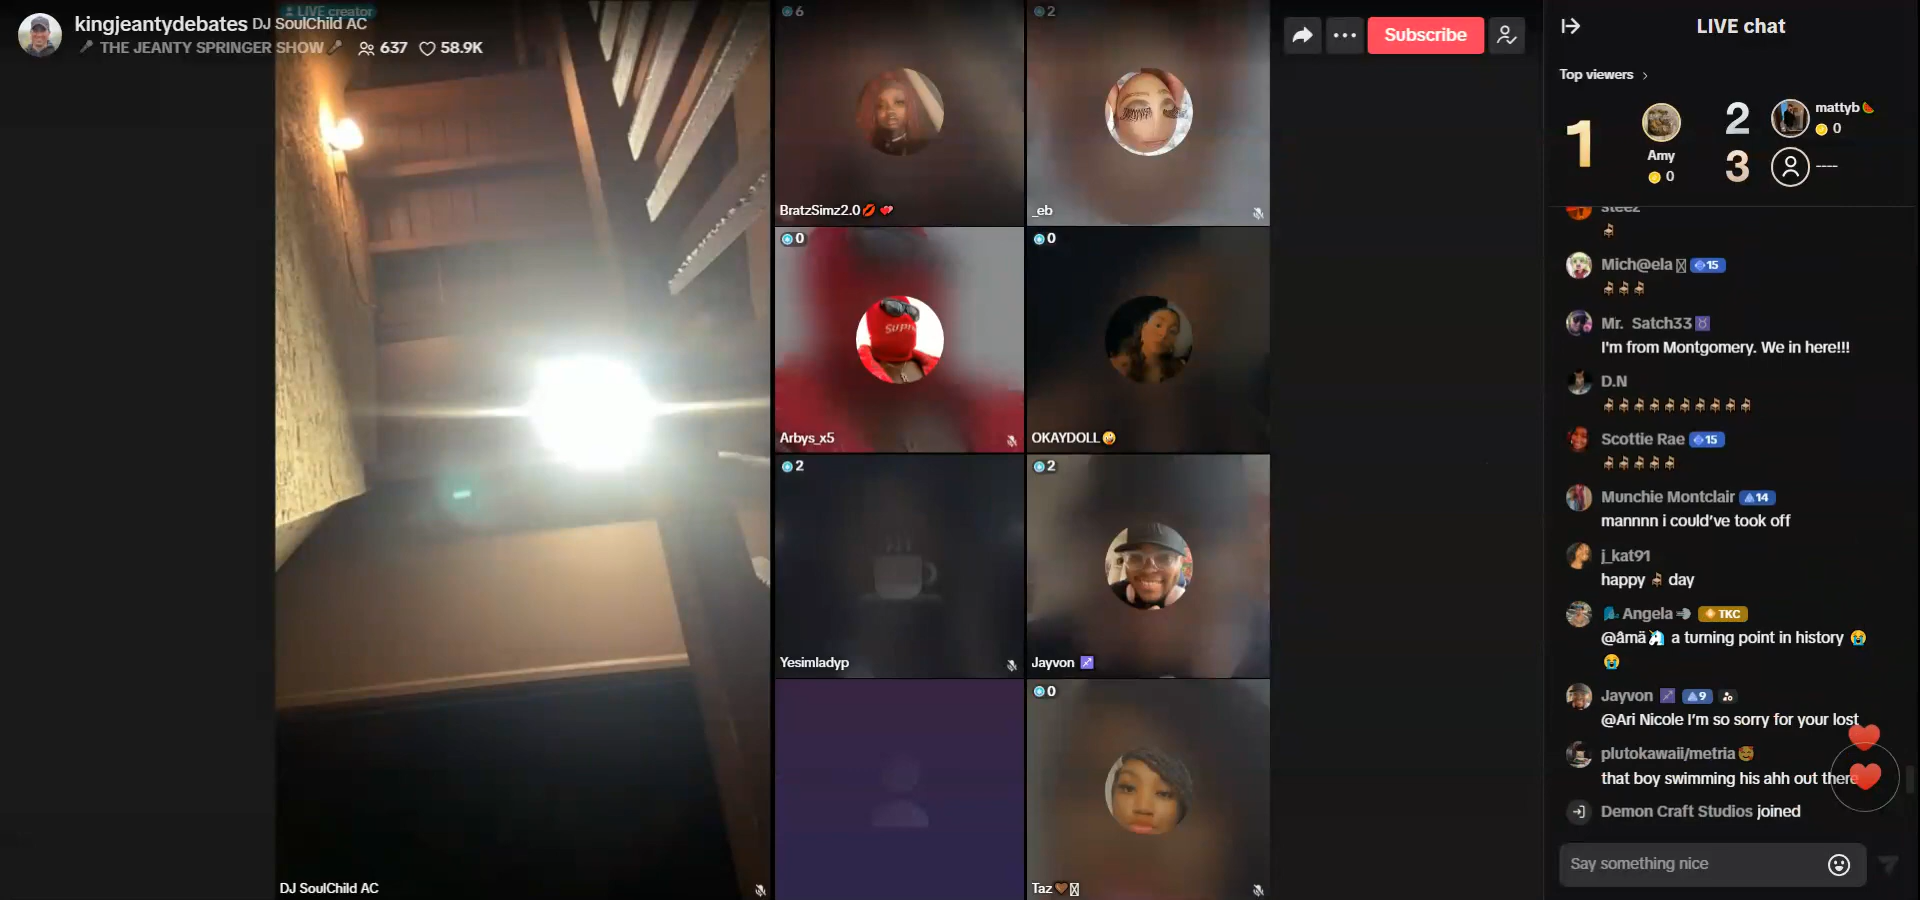 LIVE creator
kingjeantydebates DJ SoulChild AC
THE JEANTY SPRINGER SHOW 637 58.9K
Subscribe
LIVE chat
Top viewers
1
Amy
0
2
mattyb
0
3
----
6
BratzSimz2.0
2
_eb
0
SUPR
Arbys_x5
0
OKAYDOLL
2
Yesimladyp
2
Jayvon
0
Taz
DJ SoulChild AC
steez
Mich@ela 15
Mr. Satch33
I'm from Montgomery. We in here!!!
D.N
Scottie Rae 15
Munchie Montclair 14
mannnn i could've took off
j_kat91
happy 🪑 day
Angela TKC
@âmä🦄 a turning point in history 😭
😭
Jayvon 9
@Ari Nicole I'm so sorry for your lost
plutokawaii/metria
that boy swimming his ahh out there
Demon Craft Studios joined
Say something nice